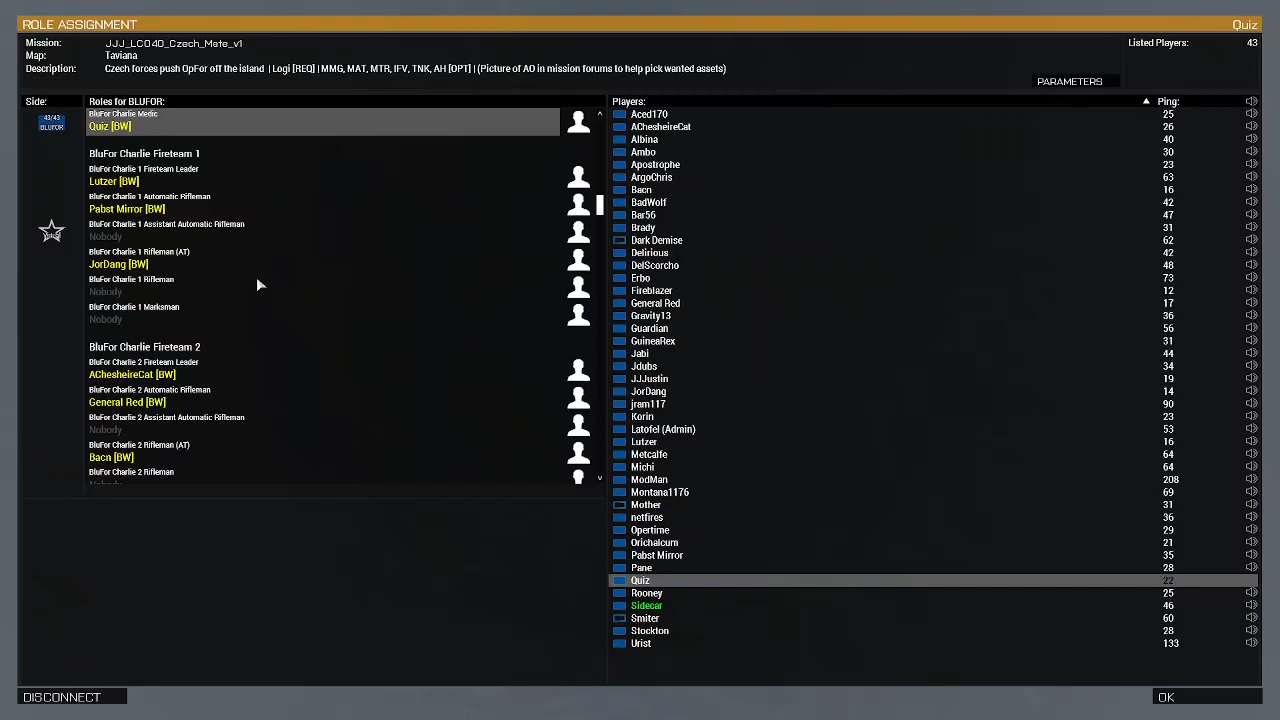 ROLE ASSIGNMENT
Quiz
Mission: JJJ_LCO40_Czech_Mate_v1
Listed Players: 43
Map: Taviana
Description: Czech forces push OpFor off the island | Logi [REQ] | MMG, MAT, MTR, IFV, TNK, AH [OPT] | (Picture of AO in mission forums to help pick wanted assets)
PARAMETERS
Side:
43/43
BLUFOR
Roles for BLUFOR:
BluFor Charlie Medic
Quiz [BW]
BluFor Charlie Fireteam 1
BluFor Charlie 1 Fireteam Leader
Lutzer [BW]
BluFor Charlie 1 Automatic Rifleman
Pabst Mirror [BW]
BluFor Charlie 1 Assistant Automatic Rifleman
Nobody
BluFor Charlie 1 Rifleman (AT)
JorDang [BW]
BluFor Charlie 1 Rifleman
Nobody
BluFor Charlie 1 Marksman
Nobody
BluFor Charlie Fireteam 2
BluFor Charlie 2 Fireteam Leader
AChesheireCat [BW]
BluFor Charlie 2 Automatic Rifleman
General Red [BW]
BluFor Charlie 2 Assistant Automatic Rifleman
Nobody
BluFor Charlie 2 Rifleman (AT)
Bacn [BW]
BluFor Charlie 2 Rifleman
Nobody
Players: Ping:
Aced170 25
AChesheireCat 26
Albina 40
Ambo 30
Apostrophe 23
ArgoChris 63
Bacn 16
BadWolf 42
Bar56 47
Brady 31
Dark Demise 62
Delirious 42
DelScorcho 48
Erbo 73
Fireblazer 12
General Red 17
Gravity13 36
Guardian 56
GuineaRex 31
Jabi 44
Jdubs 34
JJJustin 19
JorDang 14
jram117 90
Korin 23
Latofel (Admin) 53
Lutzer 16
Metcalfe 64
Michi 64
ModMan 208
Montana1176 69
Mother 31
netfires 36
Opertime 29
Orichalcum 21
Pabst Mirror 35
Pane 28
Quiz 22
Rooney 25
Sidecar 46
Smiter 60
Stockton 28
Urist 133
DISCONNECT
OK